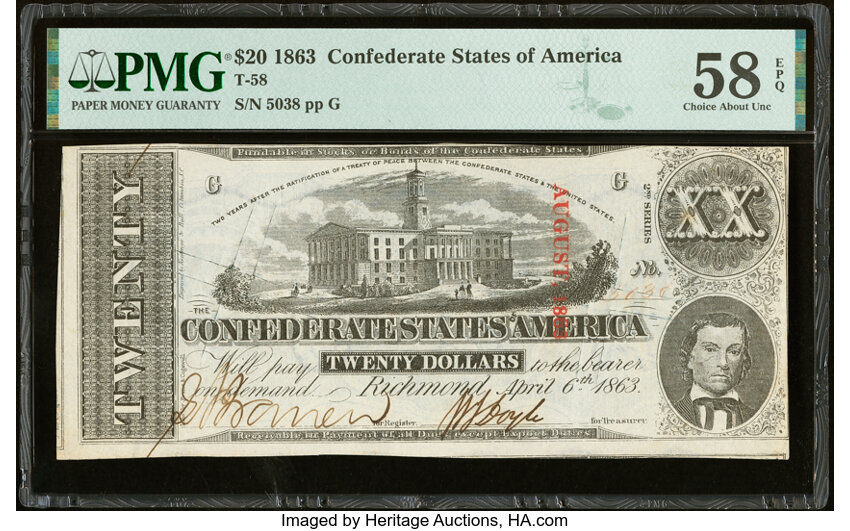 PMG®
PAPER MONEY GUARANTY
$20 1863 Confederate States of America
T-58
S/N 5038 pp G
58
EPQ
Choice About Unc
Fundable in Stocks or Bonds of the Confederate States
TWO YEARS AFTER THE RATIFICATION OF A TREATY OF PEACE BETWEEN THE CONFEDERATE STATES & THE UNITED STATES.
G
G
2ND SERIES
XX
TWENTY
AUGUST, 1863
No. 5038
THE
CONFEDERATE STATES OF AMERICA
Will pay TWENTY DOLLARS to the bearer
on demand Richmond, April 6th 1863.
for Register.
for Treasurer
Receivable in Payment of all Dues except Export Duties.
Imaged by Heritage Auctions, HA.com